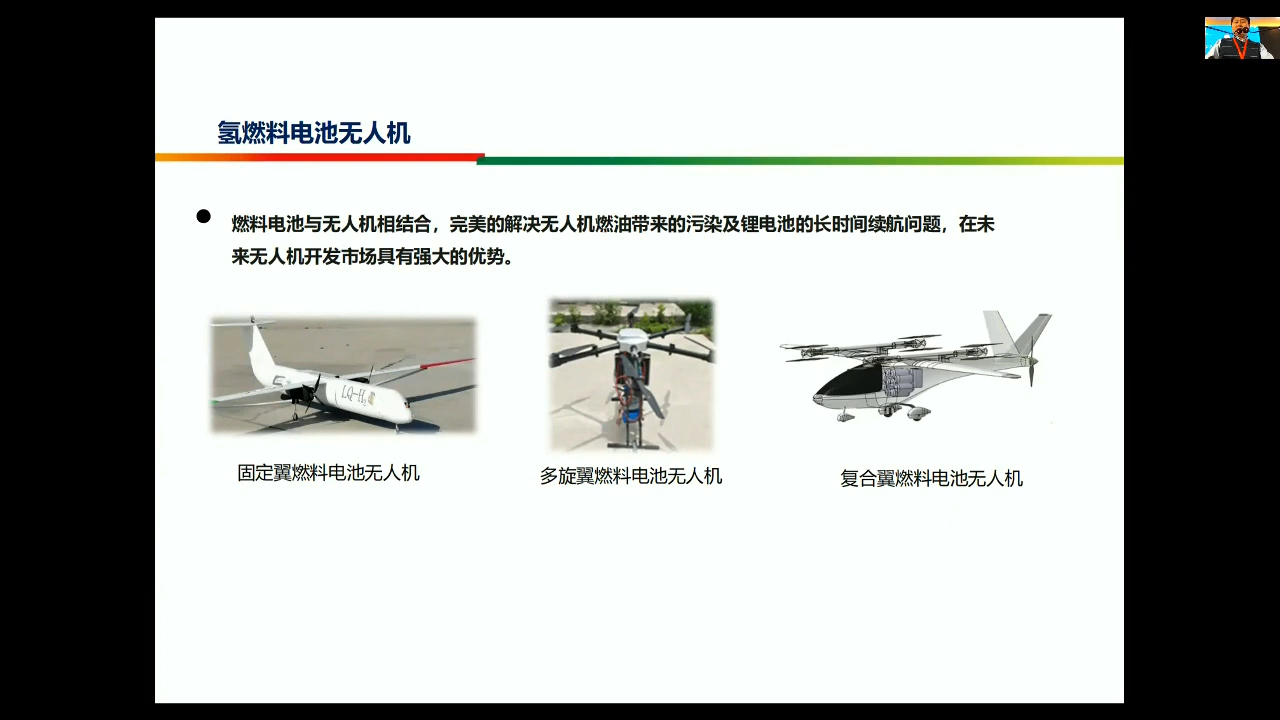 氢燃料电池无人机
燃料电池与无人机相结合，完美的解决无人机燃油带来的污染及锂电池的长时间续航问题，在未
来无人机开发市场具有强大的优势。
LQ-H
固定翼燃料电池无人机
多旋翼燃料电池无人机
复合翼燃料电池无人机